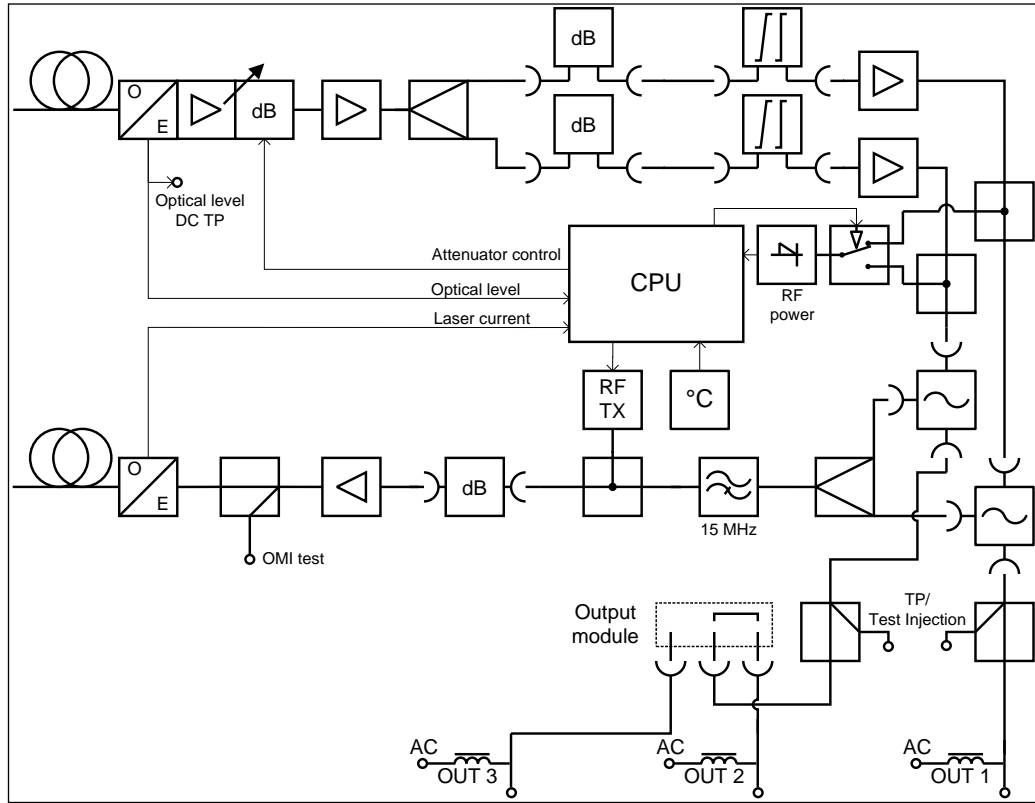 dB
O
E
dB
dB
Optical level
DC TP
Attenuator control
CPU
Optical level
RF
power
Laser current
RF
TX
°C
O
E
dB
15 MHz
OMI test
Output
module
TP/
Test Injection
AC
OUT 3
AC
OUT 2
AC
OUT 1